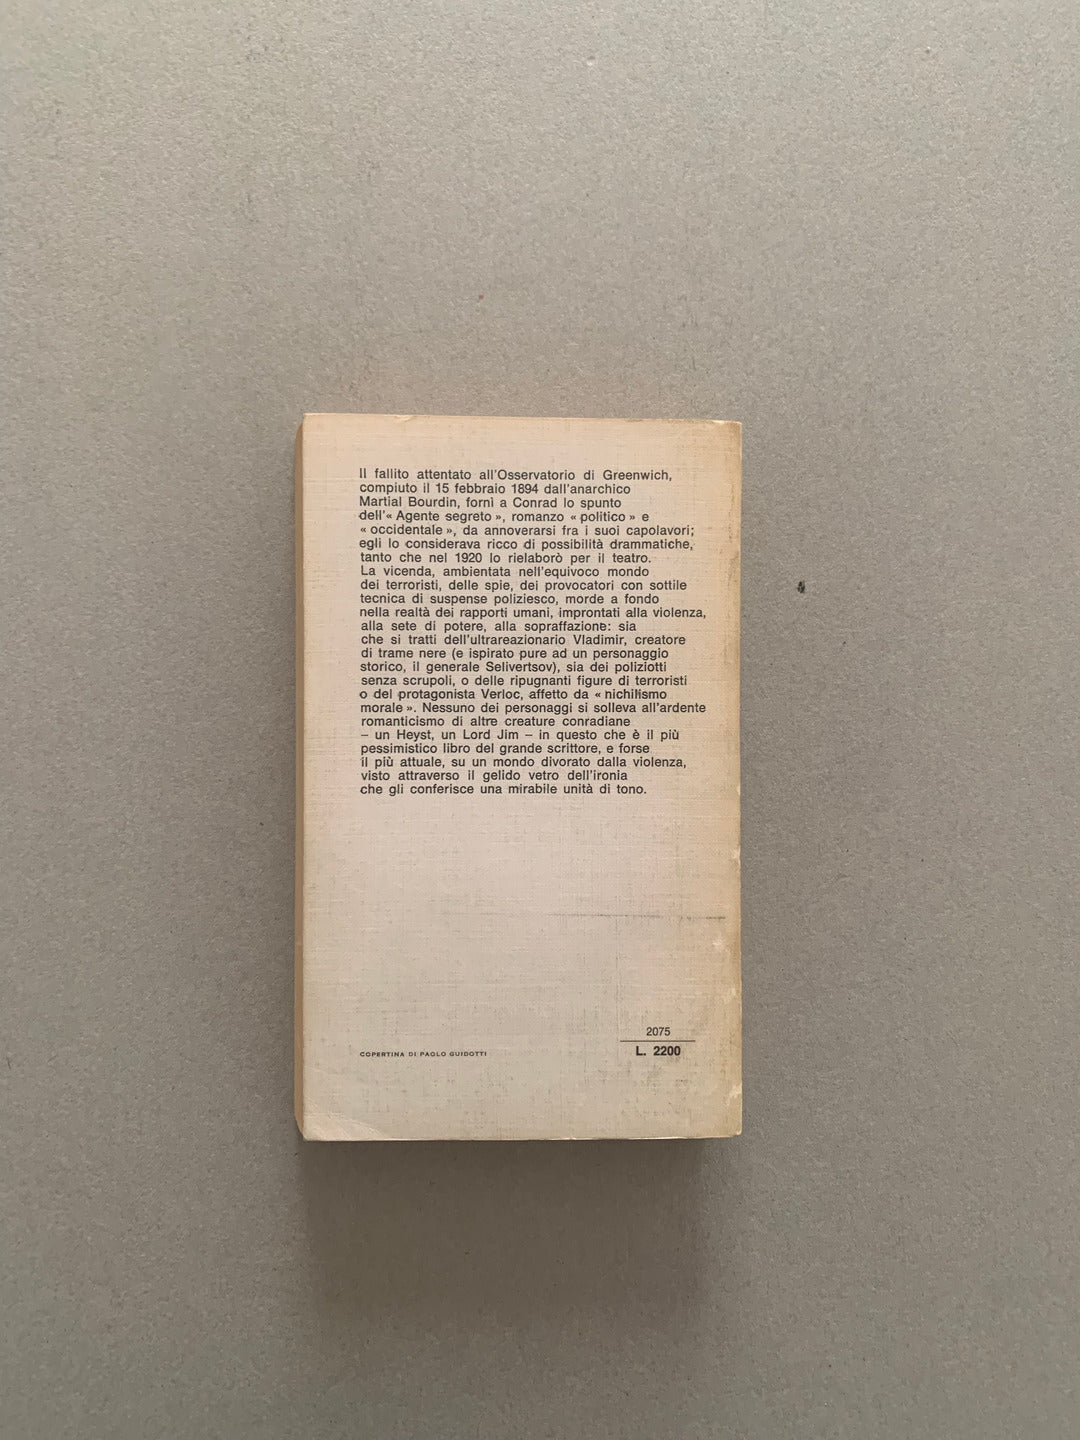 Il fallito attentato all'Osservatorio di Greenwich,
compiuto il 15 febbraio 1894 dall'anarchico
Martial Bourdin, fornì a Conrad lo spunto
dell'« Agente segreto », romanzo « politico » e
« occidentale », da annoverarsi fra i suoi capolavori;
egli lo considerava ricco di possibilità drammatiche,
tanto che nel 1920 lo rielaborò per il teatro.
La vicenda, ambientata nell'equivoco mondo
dei terroristi, delle spie, dei provocatori con sottile
tecnica di suspense poliziesco, morde a fondo
nella realtà dei rapporti umani, improntati alla violenza,
alla sete di potere, alla sopraffazione: sia
che si tratti dell'ultrareazionario Vladimir, creatore
di trame nere (e ispirato pure ad un personaggio
storico, il generale Selivertsov), sia dei poliziotti
senza scrupoli, o delle ripugnanti figure di terroristi
o del protagonista Verloc, affetto da « nichilismo
morale ». Nessuno dei personaggi si solleva all'ardente
romanticismo di altre creature conradiane
– un Heyst, un Lord Jim – in questo che è il più
pessimistico libro del grande scrittore, e forse
il più attuale, su un mondo divorato dalla violenza,
visto attraverso il gelido vetro dell'ironia
che gli conferisce una mirabile unità di tono.
2075
L. 2200
COPERTINA DI PAOLO GUIDOTTI